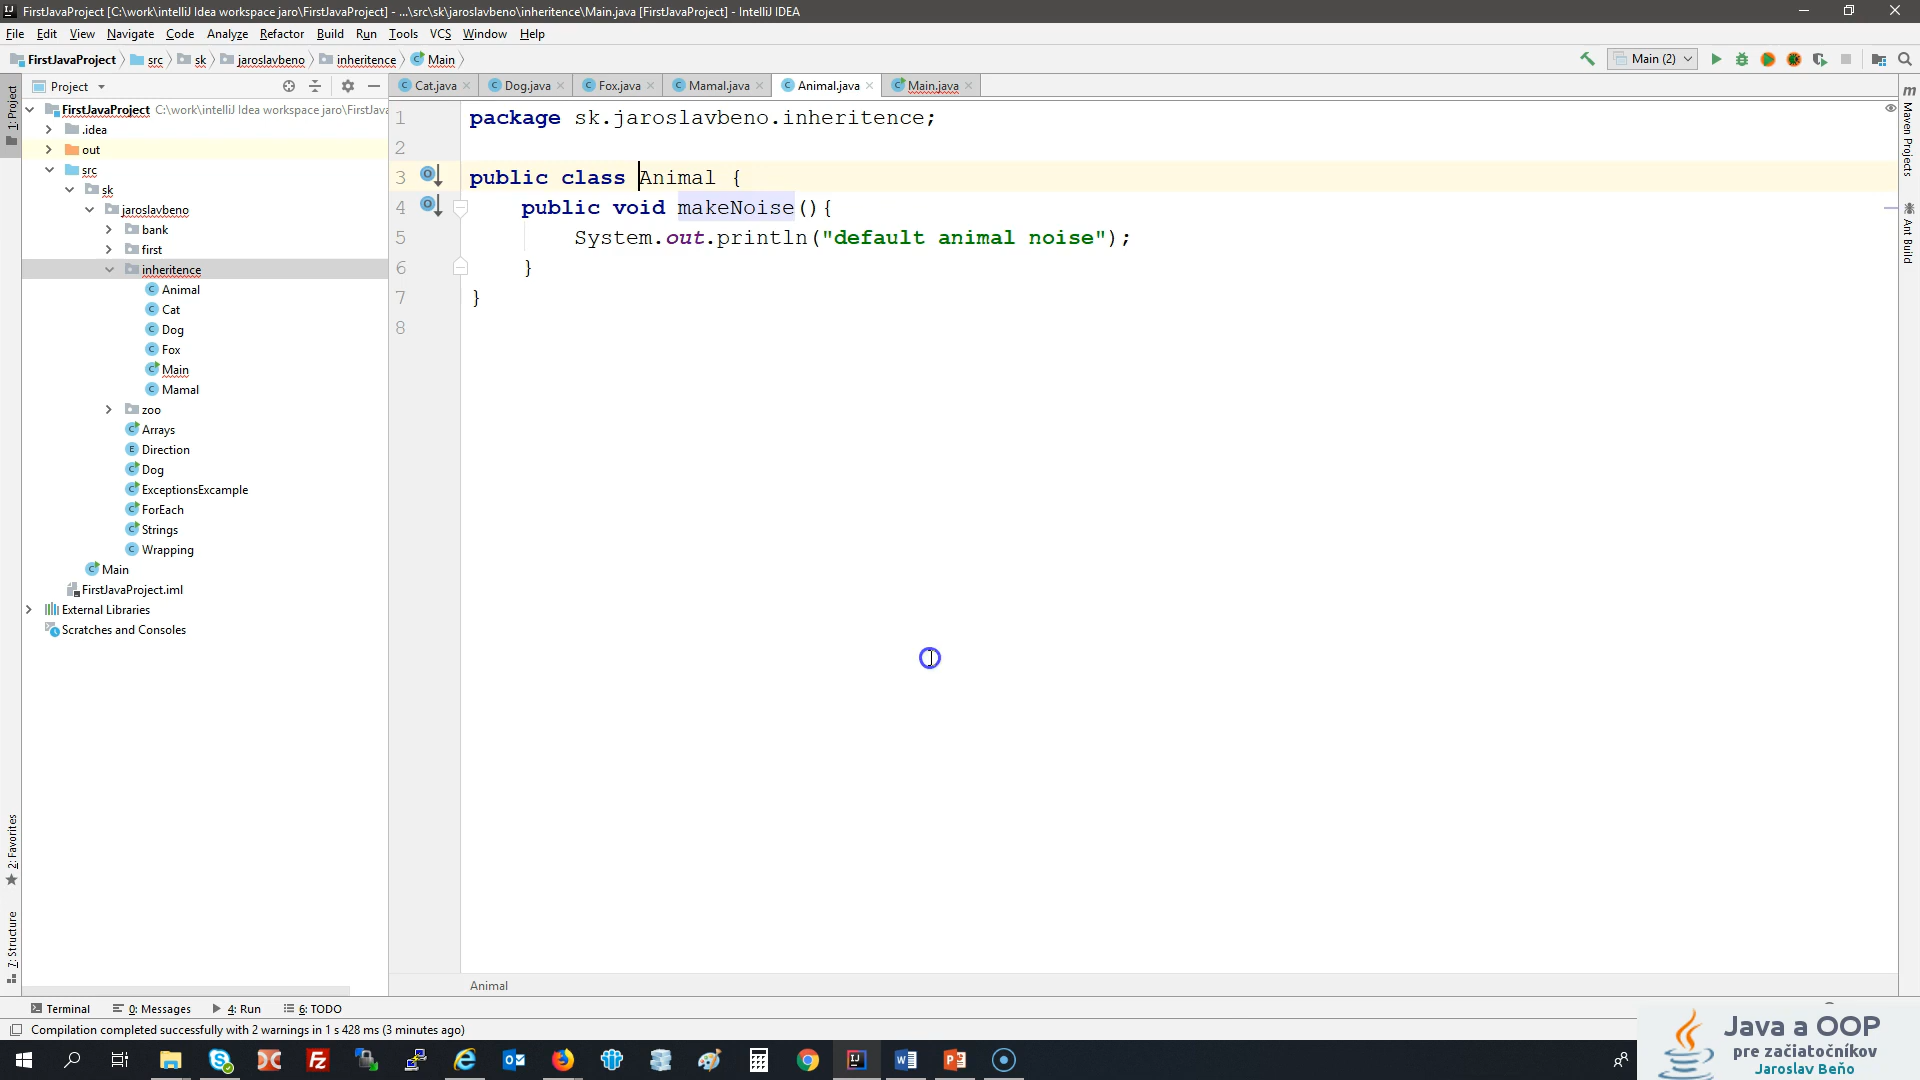 FirstJavaProject [C:\work\intelliJ Idea workspace jaro\FirstJavaProject] - ...\src\sk\jaroslavbeno\inheritence\Main.java [FirstJavaProject] - IntelliJ IDEA
File Edit View Navigate Code Analyze Refactor Build Run Tools VCS Window Help
FirstJavaProject src sk jaroslavbeno inheritence Main
Main (2)
Project
Cat.java Dog.java Fox.java Mamal.java Animal.java Main.java
1: Project
2: Favorites
7: Structure
Maven Projects
Ant Build
FirstJavaProject C:\work\intelliJ Idea workspace jaro\FirstJava
.idea
out
src
sk
jaroslavbeno
bank
first
inheritence
Animal
Cat
Dog
Fox
Main
Mamal
zoo
Arrays
Direction
Dog
ExceptionsExcample
ForEach
Strings
Wrapping
Main
FirstJavaProject.iml
External Libraries
Scratches and Consoles
1 package sk.jaroslavbeno.inheritence;
2
3 public class Animal {
4 public void makeNoise(){
5 System.out.println("default animal noise");
6 }
7 }
8
Animal
Terminal 0: Messages 4: Run 6: TODO
Compilation completed successfully with 2 warnings in 1 s 428 ms (3 minutes ago)
Java a OOP
pre začiatočníkov
Jaroslav Beňo